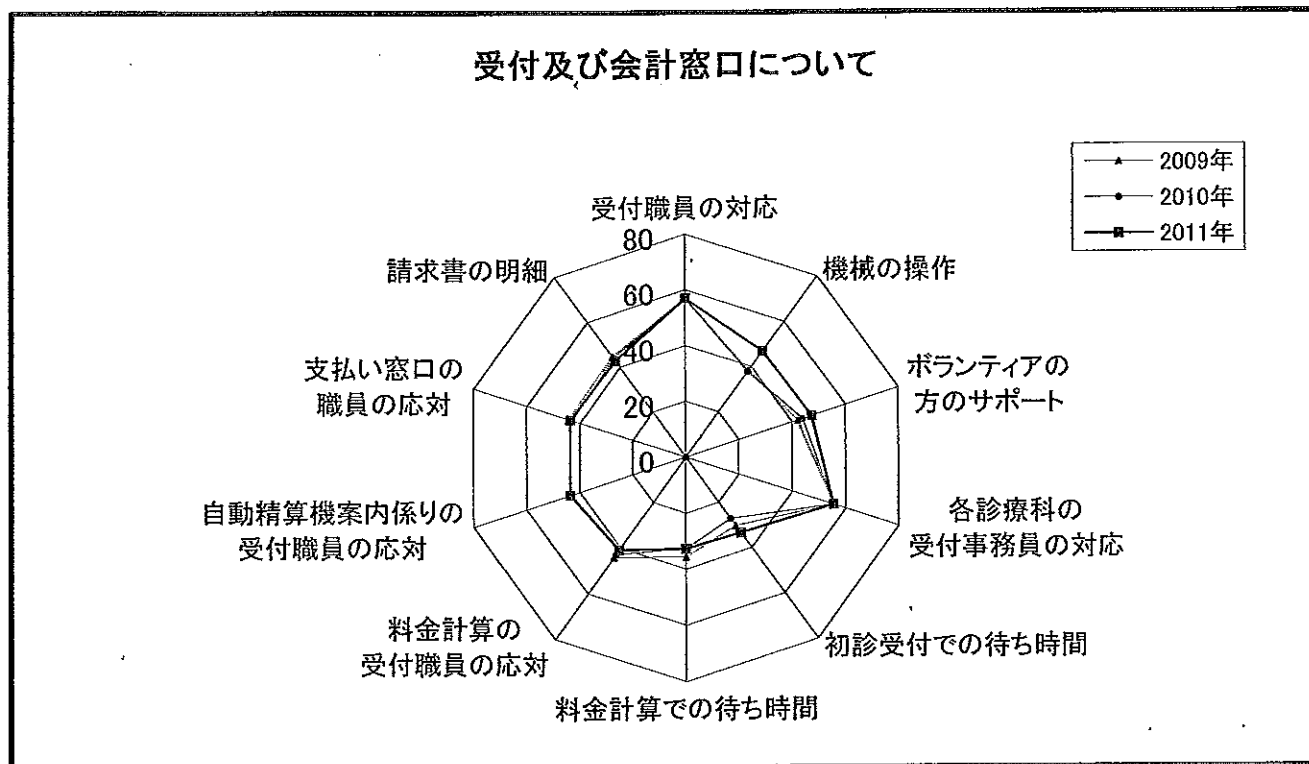 受付及び会計窓口について
2009年
2010年
2011年
受付職員の対応
機械の操作
ボランティアの
方のサポート
各診療科の
受付事務員の対応
初診受付での待ち時間
料金計算での待ち時間
料金計算の
受付職員の応対
自動精算機案内係りの
受付職員の応対
支払い窓口の
職員の応対
請求書の明細
80
60
40
20
0